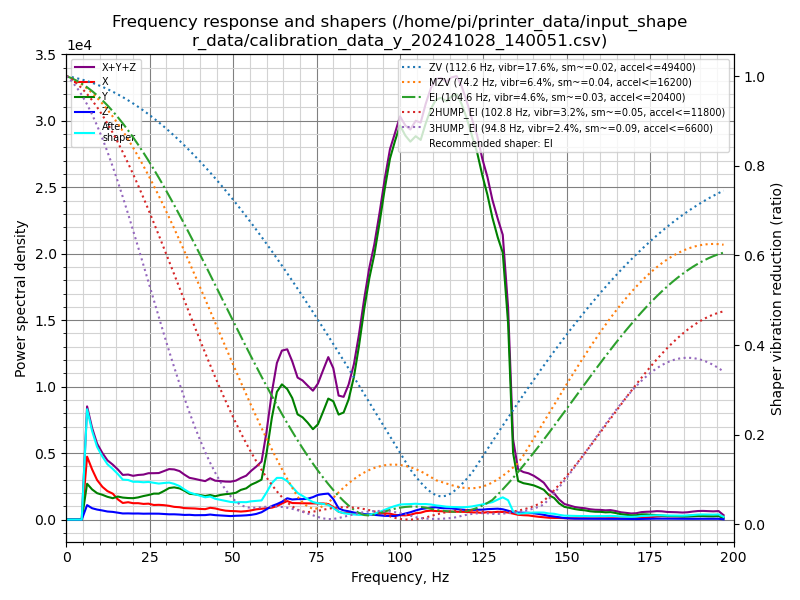 Frequency response and shapers (/home/pi/printer_data/input_shape
r_data/calibration_data_y_20241028_140051.csv)
1e4
X+Y+Z
X
Y
Z
After
shaper
ZV (112.6 Hz, vibr=17.6%, sm~=0.02, accel<=49400)
MZV (74.2 Hz, vibr=6.4%, sm~=0.04, accel<=16200)
EI (104.6 Hz, vibr=4.6%, sm~=0.03, accel<=20400)
2HUMP_EI (102.8 Hz, vibr=3.2%, sm~=0.05, accel<=11800)
3HUMP_EI (94.8 Hz, vibr=2.4%, sm~=0.09, accel<=6600)
Recommended shaper: EI
3.5
3.0
2.5
2.0
1.5
1.0
0.5
0.0
Power spectral density
1.0
0.8
0.6
0.4
0.2
0.0
Shaper vibration reduction (ratio)
0 25 50 75 100 125 150 175 200
Frequency, Hz